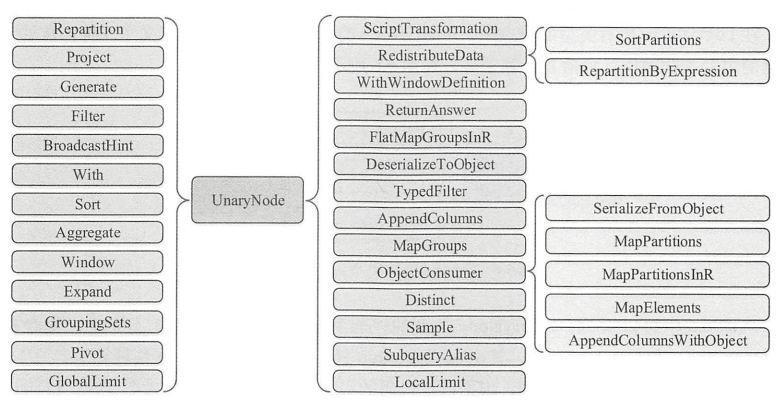 Repartition
Project
Generate
Filter
BroadcastHint
With
Sort
Aggregate
Window
Expand
GroupingSets
Pivot
GlobalLimit
UnaryNode
ScriptTransformation
RedistributeData
WithWindowDefinition
ReturnAnswer
FlatMapGroupsInR
DeserializeToObject
TypedFilter
AppendColumns
MapGroups
ObjectConsumer
Distinct
Sample
SubqueryAlias
LocalLimit
SortPartitions
RepartitionByExpression
SerializeFromObject
MapPartitions
MapPartitionsInR
MapElements
AppendColumnsWithObject